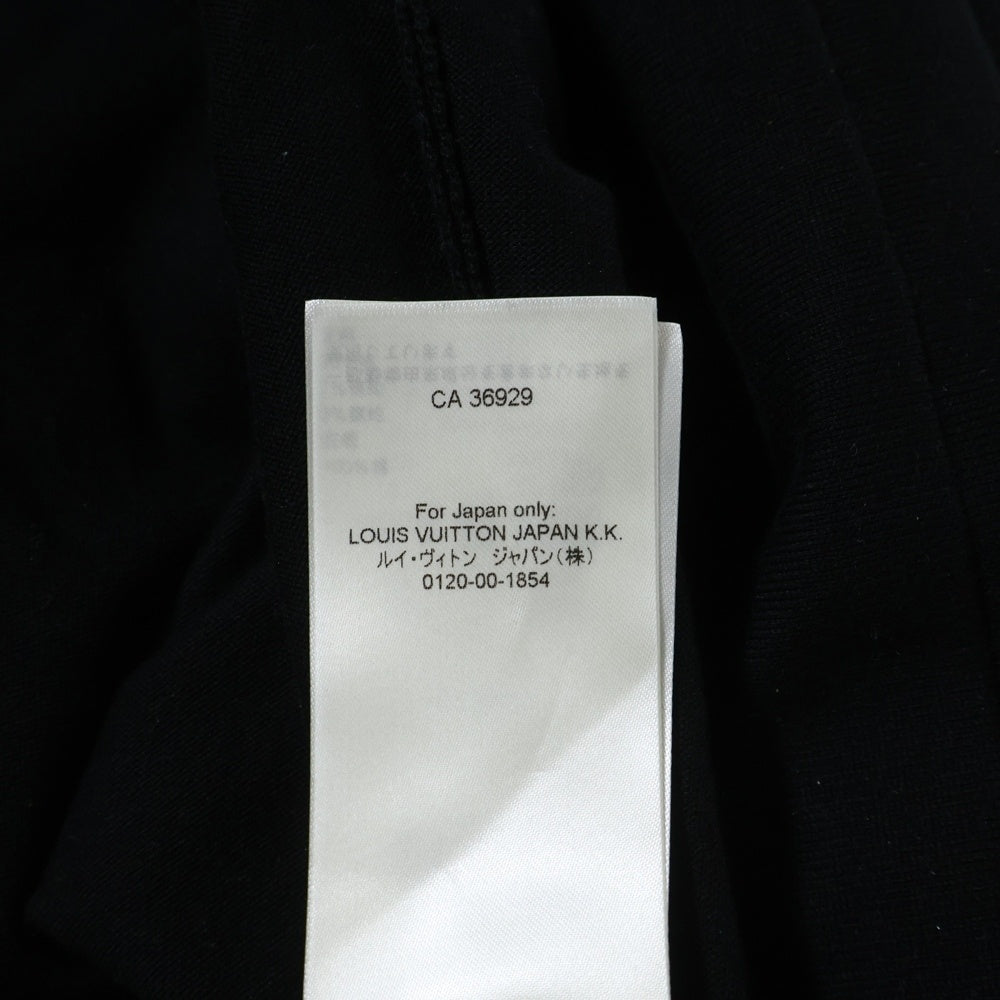 CA 36929
For Japan only:
LOUIS VUITTON JAPAN K.K.
ルイ・ヴィトン ジャパン(株)
0120-00-1854